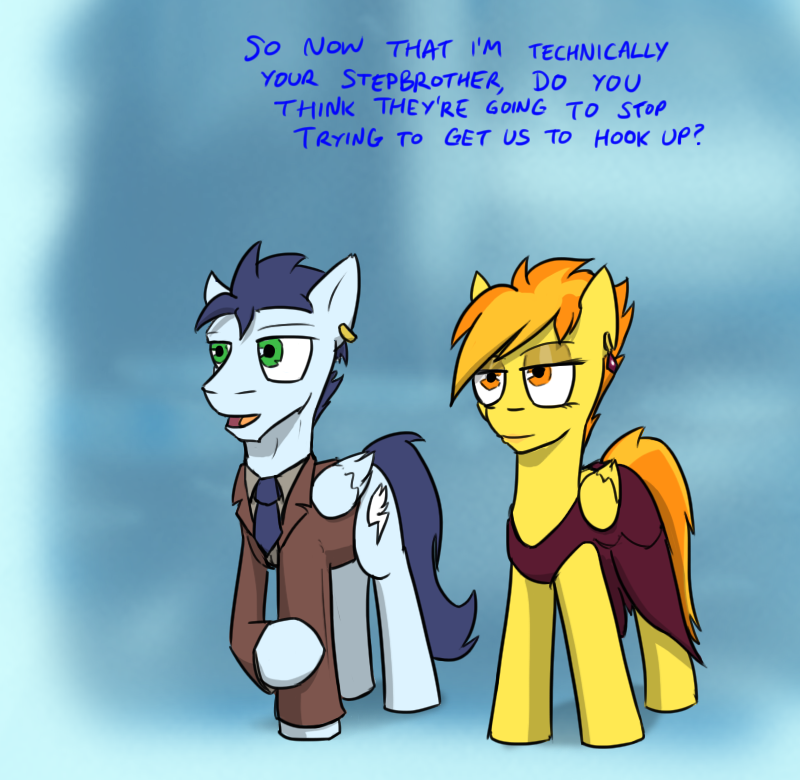 SO NOW THAT I'M TECHNICALLY
YOUR STEPBROTHER, DO YOU
THINK THEY'RE GOING TO STOP
TRYING TO GET US TO HOOK UP?